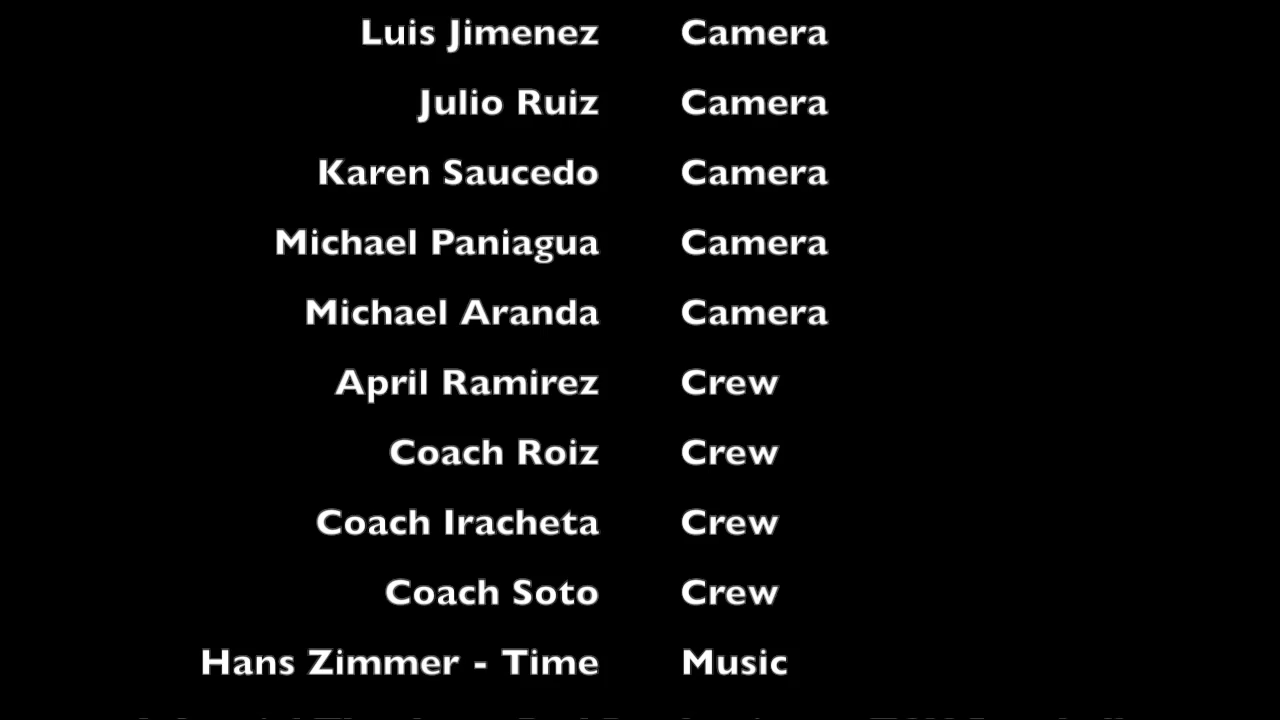 Luis Jimenez Camera
Julio Ruiz Camera
Karen Saucedo Camera
Michael Paniagua Camera
Michael Aranda Camera
April Ramirez Crew
Coach Roiz Crew
Coach Iracheta Crew
Coach Soto Crew
Hans Zimmer - Time Music